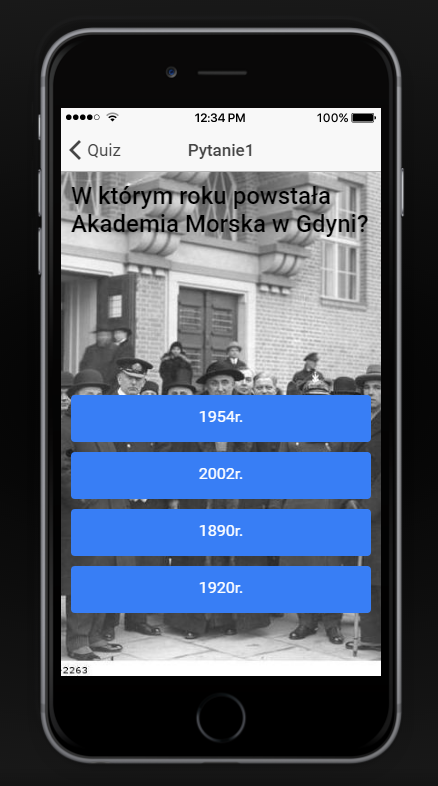 12:34 PM 100%
Quiz Pytanie1
W którym roku powstała
Akademia Morska w Gdyni?
1954r.
2002r.
1890r.
1920r.
-2263